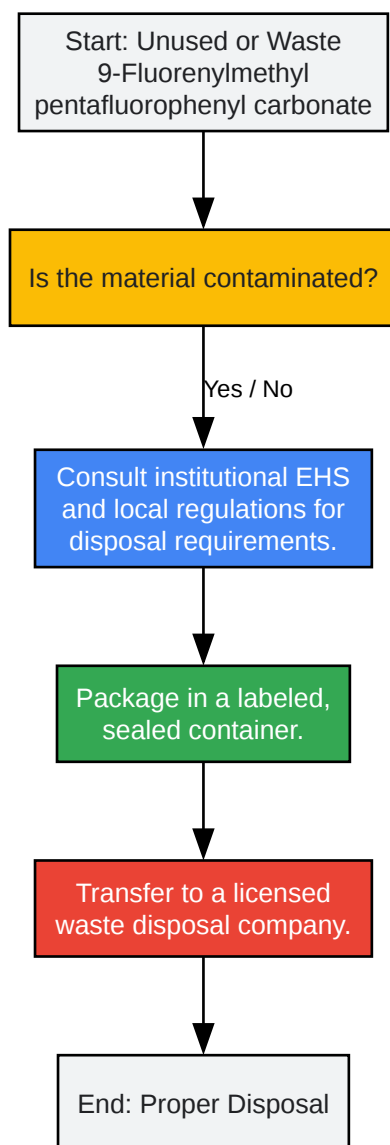 Start: Unused or Waste
9-Fluorenylmethyl
pentafluorophenyl carbonate
Is the material contaminated?
Yes / No
Consult institutional EHS
and local regulations for
disposal requirements.
Package in a labeled,
sealed container.
Transfer to a licensed
waste disposal company.
End: Proper Disposal